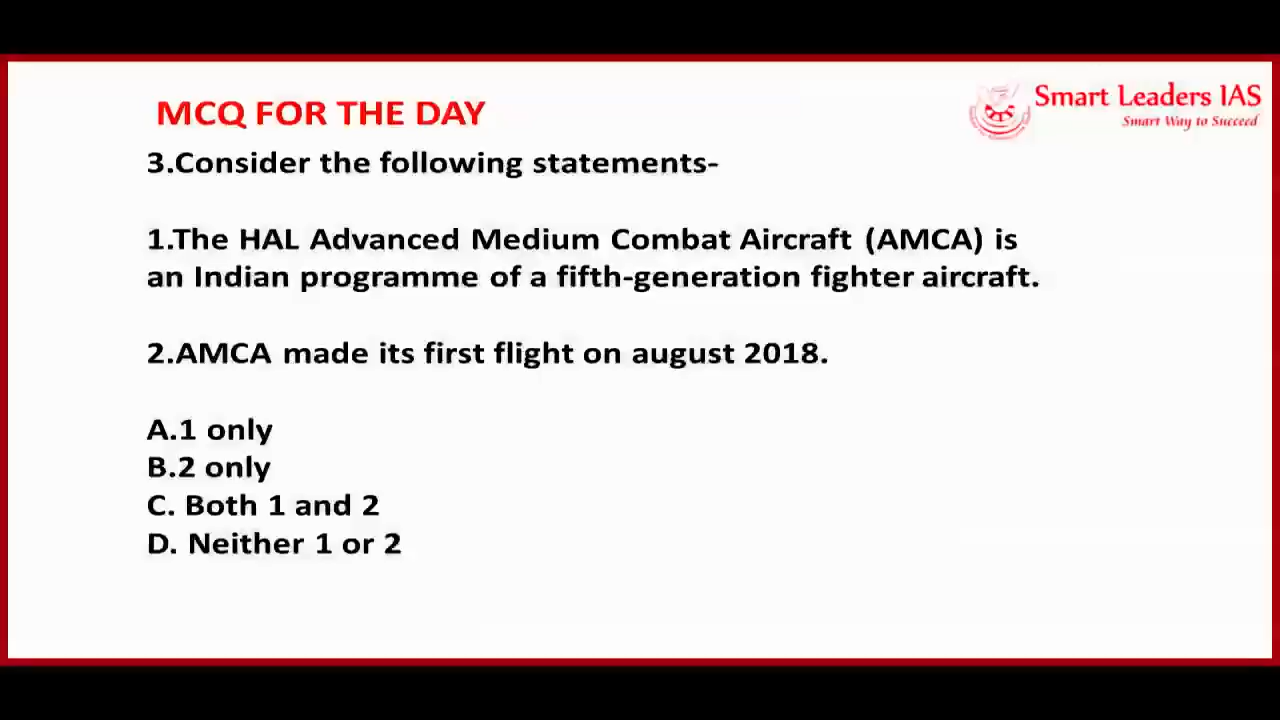 MCQ FOR THE DAY
Smart Leaders IAS
Smart Way to Succeed
3.Consider the following statements-
1.The HAL Advanced Medium Combat Aircraft (AMCA) is
an Indian programme of a fifth-generation fighter aircraft.
2.AMCA made its first flight on august 2018.
A.1 only
B.2 only
C. Both 1 and 2
D. Neither 1 or 2